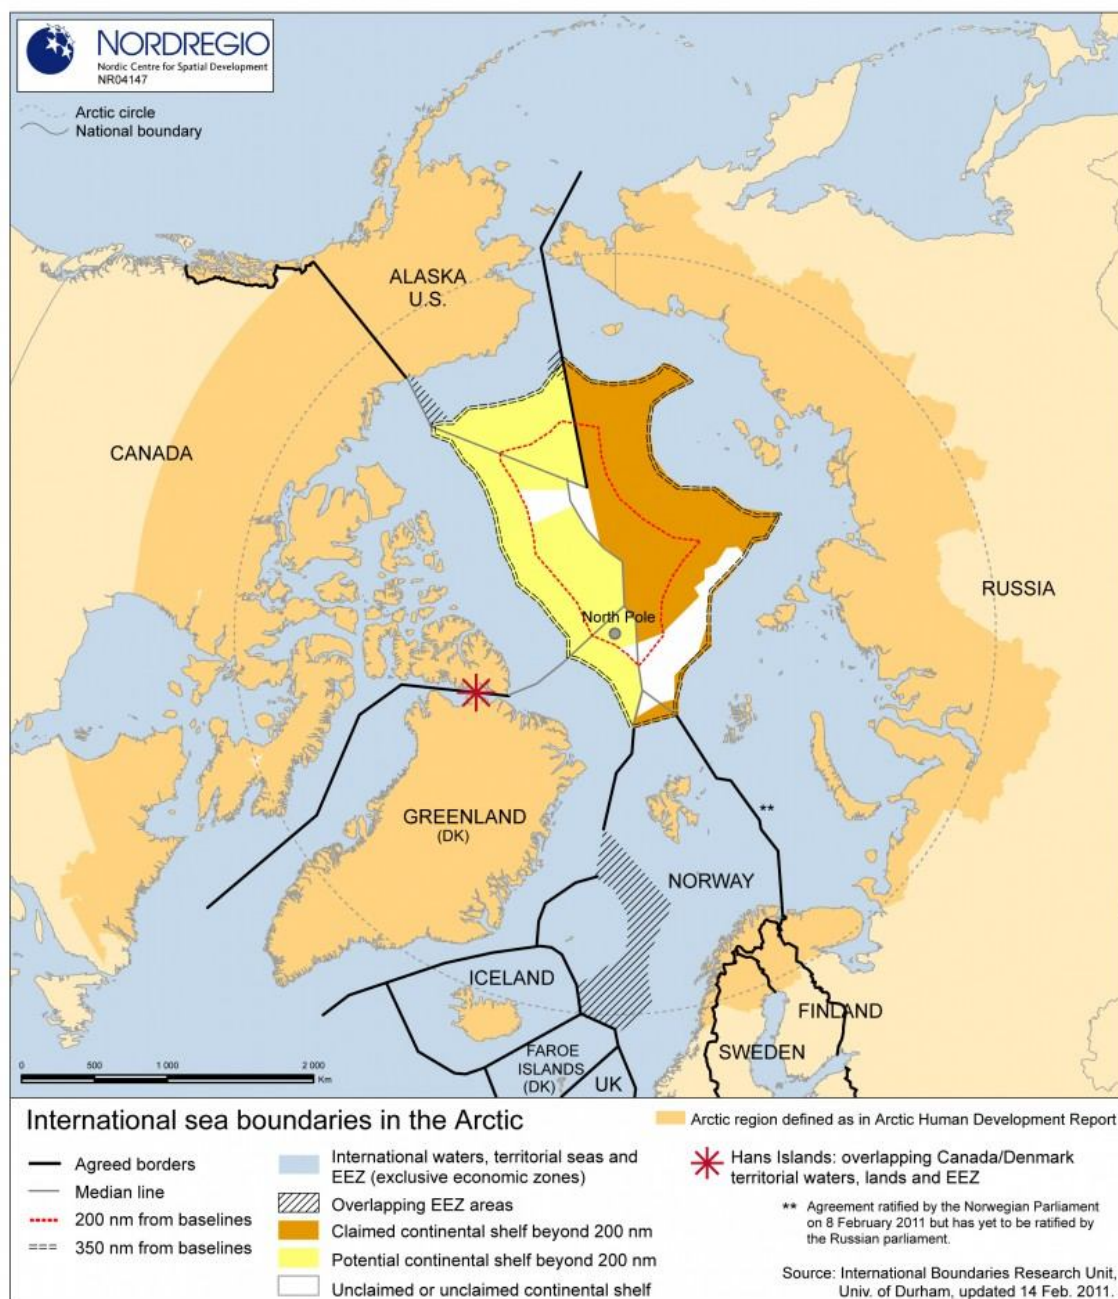 NORDREGIO
Nordic Centre for Spatial Development
NR04147
Arctic circle
National boundary
ALASKA
U.S.
CANADA
RUSSIA
North Pole
GREENLAND
(DK)
**
NORWAY
ICELAND
FINLAND
SWEDEN
FAROE
ISLANDS
(DK)
UK
0 500 1 000 2 000
Km
International sea boundaries in the Arctic
Agreed borders
Median line
200 nm from baselines
350 nm from baselines
International waters, territorial seas and
EEZ (exclusive economic zones)
Overlapping EEZ areas
Claimed continental shelf beyond 200 nm
Potential continental shelf beyond 200 nm
Unclaimed or unclaimed continental shelf
Arctic region defined as in Arctic Human Development Report
Hans Islands: overlapping Canada/Denmark
territorial waters, lands and EEZ
** Agreement ratified by the Norwegian Parliament
on 8 February 2011 but has yet to be ratified by
the Russian parliament.
Source: International Boundaries Research Unit,
Univ. of Durham, updated 14 Feb. 2011.